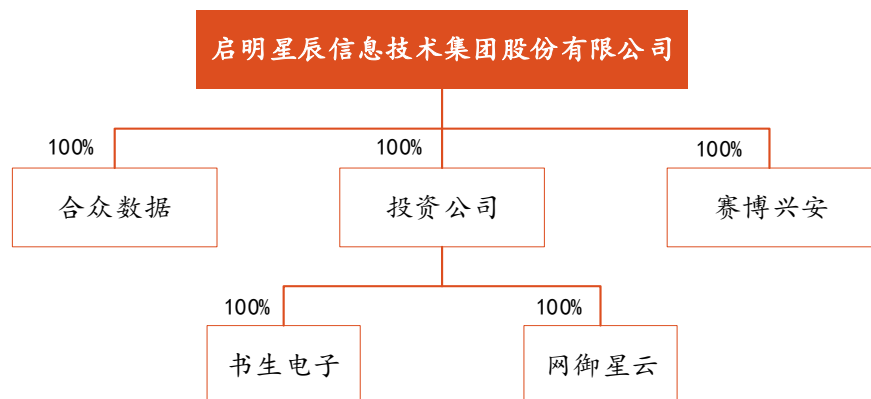 启明星辰信息技术集团股份有限公司
100%
100%
100%
合众数据
投资公司
赛博兴安
100%
100%
书生电子
网御星云